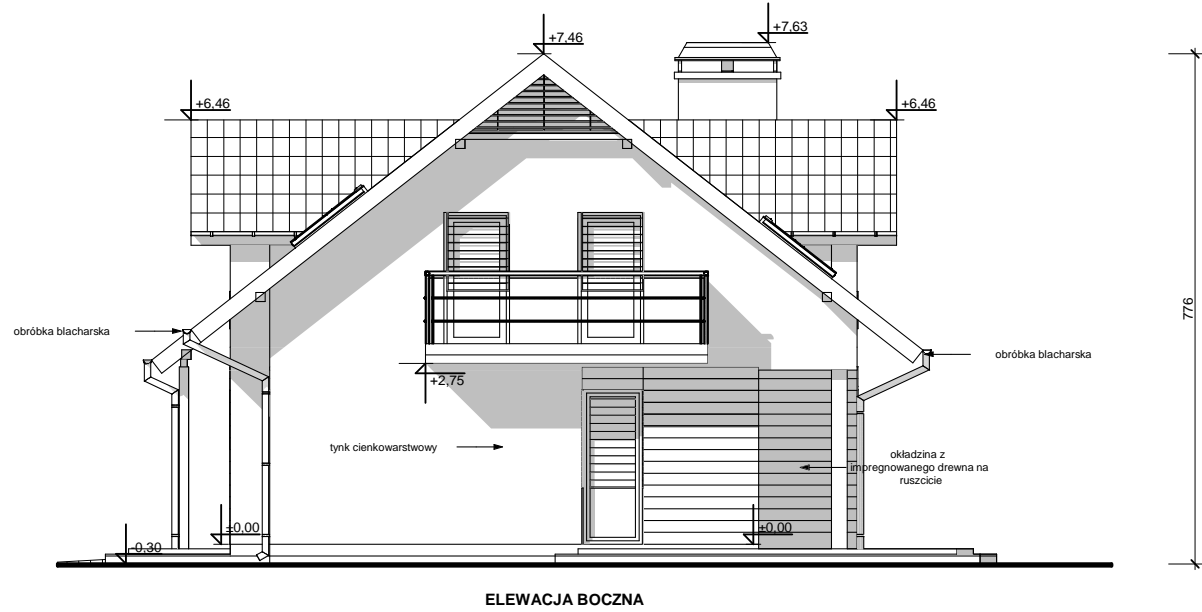 +7,46
+7,63
+6,46
+6,46
776
obróbka blacharska
obróbka blacharska
+2,75
tynk cienkowarstwowy
okładzina z
impregnowanego drewna na
ruszcicie
±0,00
±0,00
-0,30
ELEWACJA BOCZNA